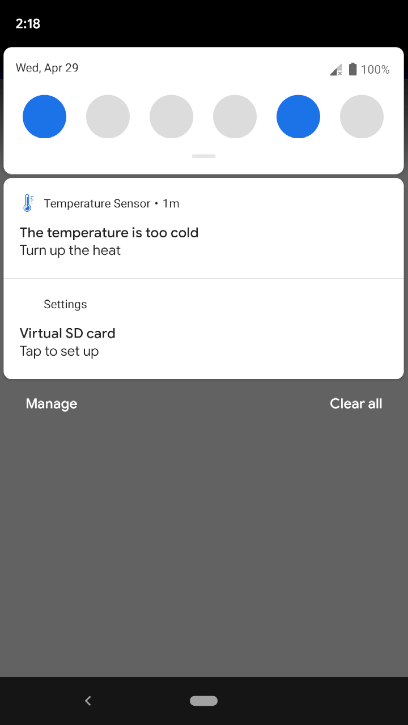 2:18
Wed, Apr 29
100%
Temperature Sensor • 1m
The temperature is too cold
Turn up the heat
Settings
Virtual SD card
Tap to set up
Manage
Clear all